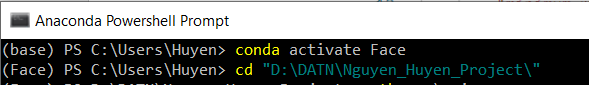 Anaconda Powershell Prompt
(base) PS C:\Users\Huyen> conda activate Face
(Face) PS C:\Users\Huyen> cd "D:\DATN\Nguyen_Huyen_Project\"